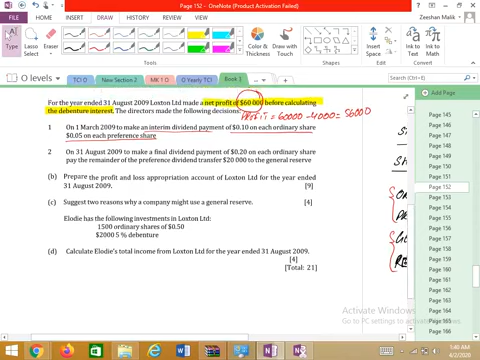 Page 152 - OneNote (Product Activation Failed)
Zeeshan Malik
File
Home
Insert
Draw
History
Review
View
Type
Lasso Select
Eraser
Color & Thickness
Draw with Touch
Shapes
Insert Space
Ink to Text
Ink to Math
O levels
TCI O
New Section 2
MK 1 O
O Yearly TCI
Book 3
Add Page
For the year ended 31 August 2009 Loxton Ltd made a net profit of $60 000 before calculating
the debenture interest. The directors made the following decisions
PROFIT = 60000 - 4000 = 56000
1 On 1 March 2009 to make an interim dividend payment of $0.10 on each ordinary share
$0.05 on each preference share
2 On 31 August 2009 to make a final dividend payment of $0.20 on each ordinary share
pay the remainder of the preference dividend transfer $20 000 to the general reserve
(b) Prepare the profit and loss appropriation account of Loxton Ltd for the year ended
31 August 2009. [9]
(c) Suggest two reasons why a company might use a general reserve. [4]
Elodie has the following investments in Loxton Ltd:
1500 ordinary shares of $0.50
$2000 5 % debenture
(d) Calculate Elodie's total income from Loxton Ltd for the year ended 31 August 2009.
[4]
[Total: 21]
Page 145
Page 146
Page 147
Page 148
Page 149
Page 150
Page 151
Page 152
Page 153
Page 154
Page 155
Page 156
Page 157
Page 158
Page 159
Page 160
Page 161
Page 162
Page 163
Page 164
Page 165
Page 166
Activate Windows
Go to PC settings to activate
1:40 AM
4/2/2020